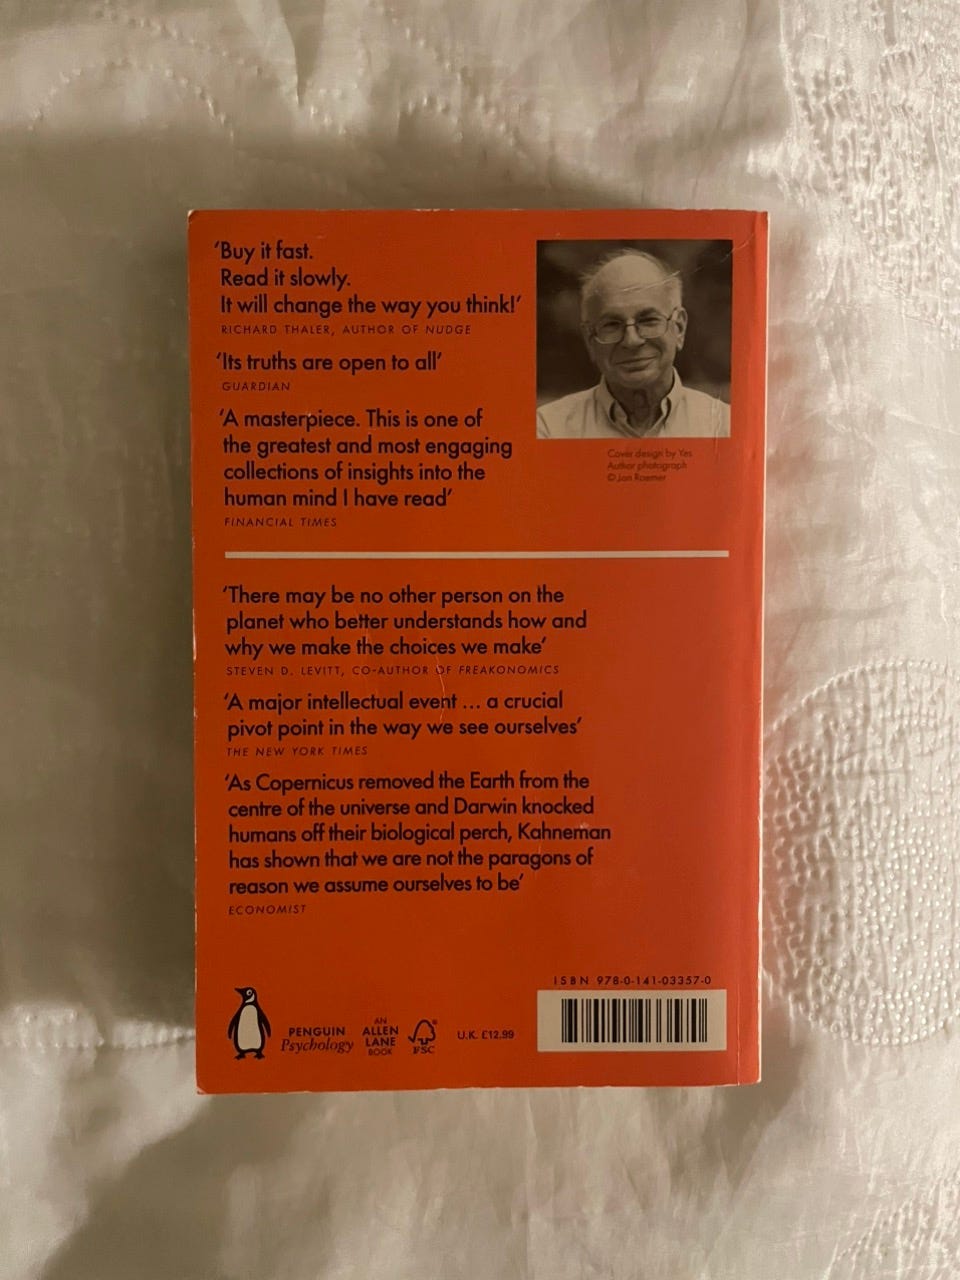 ‘Buy it fast.
Read it slowly.
It will change the way you think!’
RICHARD THALER, AUTHOR OF NUDGE
‘Its truths are open to all’
GUARDIAN
‘A masterpiece. This is one of
the greatest and most engaging
collections of insights into the
human mind I have read’
FINANCIAL TIMES
Cover design by Yes
Author photograph
© Jon Roemer
‘There may be no other person on the
planet who better understands how and
why we make the choices we make’
STEVEN D. LEVITT, CO-AUTHOR OF FREAKONOMICS
‘A major intellectual event ... a crucial
pivot point in the way we see ourselves’
THE NEW YORK TIMES
‘As Copernicus removed the Earth from the
centre of the universe and Darwin knocked
humans off their biological perch, Kahneman
has shown that we are not the paragons of
reason we assume ourselves to be’
ECONOMIST
ISBN 978-0-141-03357-0
PENGUIN
Psychology
AN
ALLEN
LANE
BOOK
FSC
U.K. £12.99